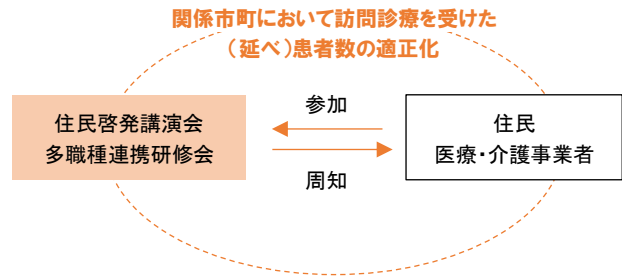 関係市町において訪問診療を受けた
（延べ）患者数の適正化
住民啓発講演会
多職種連携研修会
参加
周知
住民
医療・介護事業者